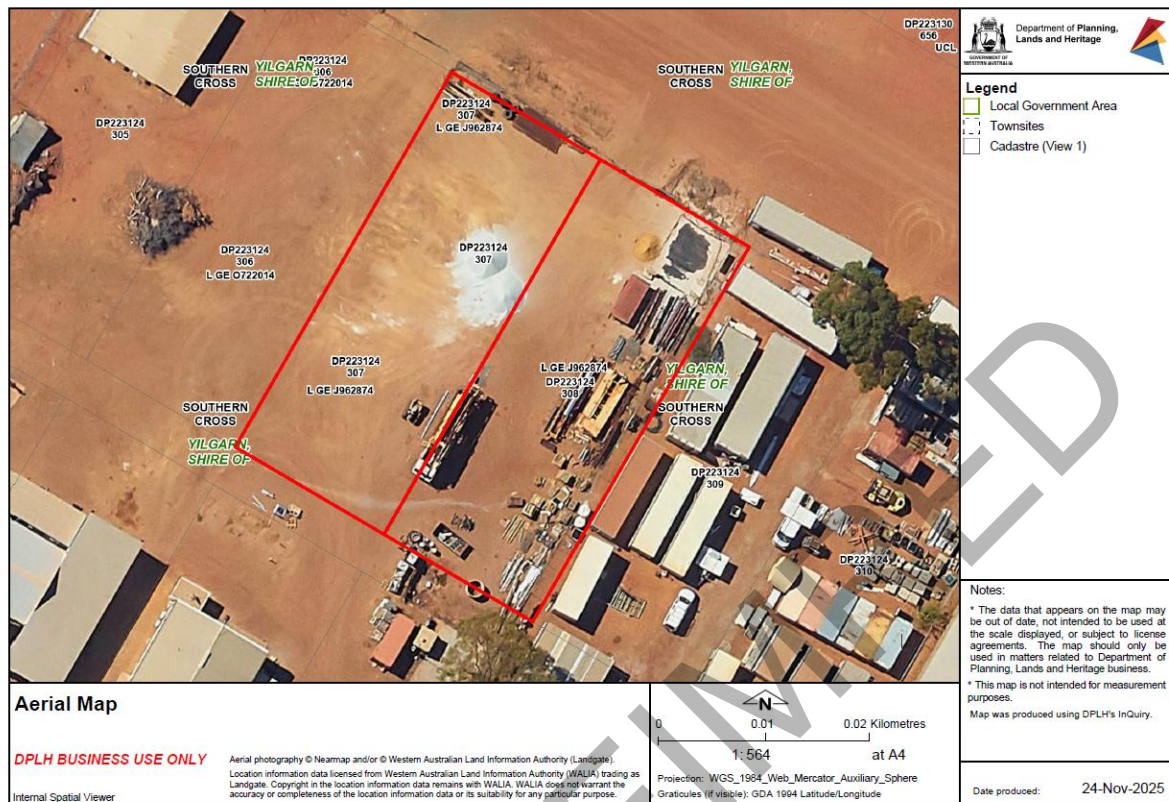 DP223130
656
UCL
SOUTHERN
CROSS
YILGARN,
SHIRE OF
DP223124
306
O722014
SOUTHERN
CROSS
YILGARN,
SHIRE OF
DP223124
305
DP223124
307
L GE J962874
DP223124
306
L GE O722014
DP223124
307
DP223124
307
L GE J962874
L GE J962874
DP223124
308
YILGARN,
SHIRE OF
SOUTHERN
CROSS
SOUTHERN
CROSS
YILGARN,
SHIRE OF
DP223124
309
DP223124
310
GOVERNMENT OF
WESTERN AUSTRALIA
Department of Planning,
Lands and Heritage
Legend
Local Government Area
Townsites
Cadastre (View 1)
Notes:
* The data that appears on the map may
be out of date, not intended to be used at
the scale displayed, or subject to license
agreements. The map should only be
used in matters related to Department of
Planning, Lands and Heritage business.
* This map is not intended for measurement
purposes.
Map was produced using DPLH's InQuiry.
Aerial Map
DPLH BUSINESS USE ONLY
Internal Spatial Viewer
Aerial photography © Nearmap and/or © Western Australian Land Information Authority (Landgate).
Location information data licensed from Western Australian Land Information Authority (WALIA) trading as
Landgate. Copyright in the location information data remains with WALIA. WALIA does not warrant the
accuracy or completeness of the location information data or its suitability for any particular purpose.
N
0 0.01 0.02 Kilometres
1: 564 at A4
Projection: WGS_1984_Web_Mercator_Auxiliary_Sphere
Graticules (if visible): GDA 1994 Latitude/Longitude
Date produced: 24-Nov-2025